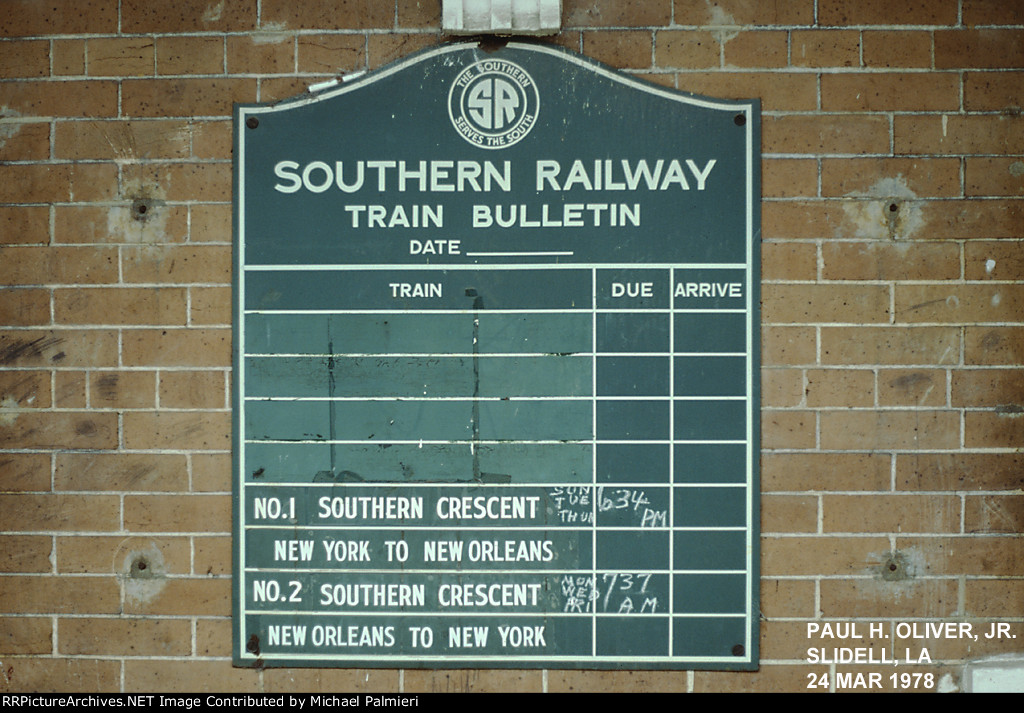 THE SOUTHERN
SR
SERVES THE SOUTH
SOUTHERN RAILWAY
TRAIN BULLETIN
DATE
TRAIN DUE ARRIVE
NO.1 SOUTHERN CRESCENT SUN TUE THUR 634 PM
NEW YORK TO NEW ORLEANS
NO.2 SOUTHERN CRESCENT MON WED FRI 737 AM
NEW ORLEANS TO NEW YORK
PAUL H. OLIVER, JR.
SLIDELL, LA
24 MAR 1978
RRPictureArchives.NET Image Contributed by Michael Palmieri